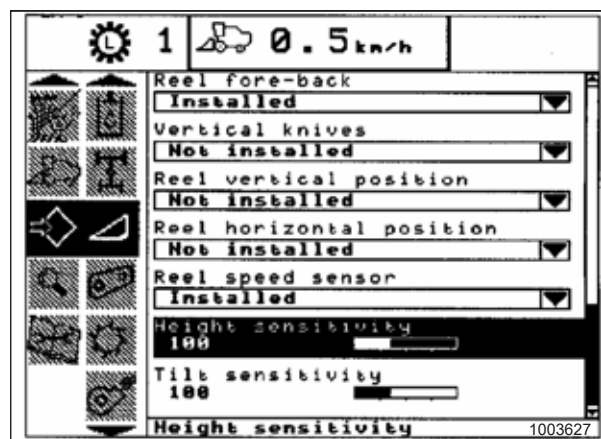 1 0.5km/h
Reel fore-back
Installed
Vertical knives
Not installed
Reel vertical position
Not installed
Reel horizontal position
Not installed
Reel speed sensor
Installed
Height sensitivity
100
Tilt sensitivity
100
Height sensitivity
1003627